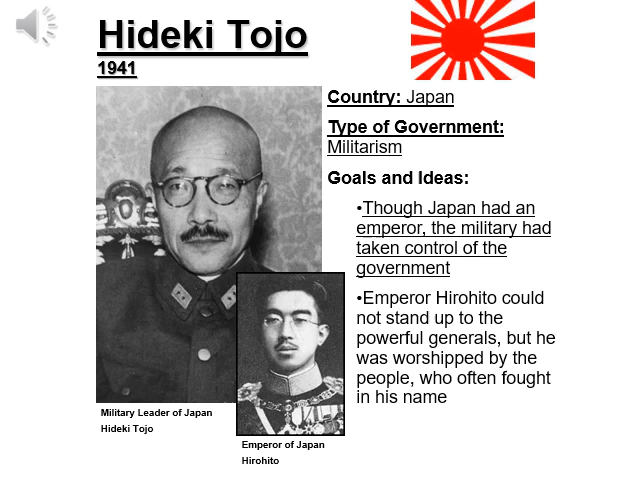 Hideki Tojo
1941
Country: Japan
Type of Government:
Militarism
Goals and Ideas:
•Though Japan had an
emperor, the military had
taken control of the
government
•Emperor Hirohito could
not stand up to the
powerful generals, but he
was worshipped by the
people, who often fought
in his name
Military Leader of Japan
Hideki Tojo
Emperor of Japan
Hirohito